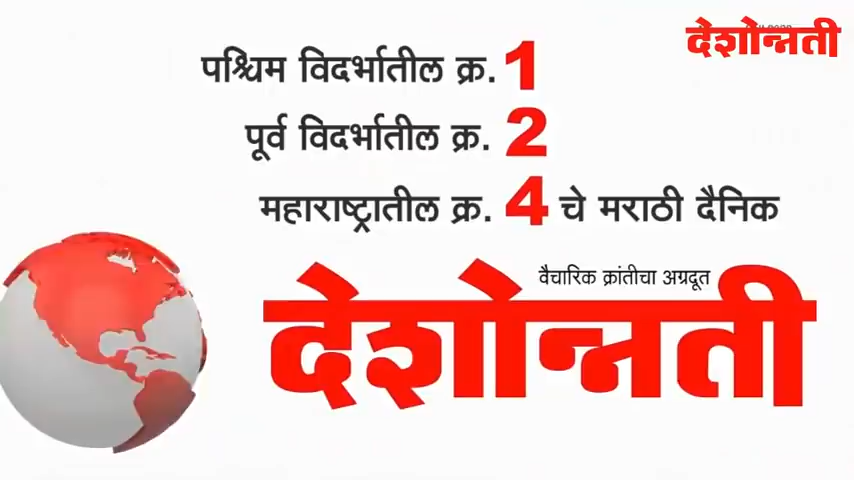 देशोन्नती
पश्चिम विदर्भातील क्र. 1
पूर्व विदर्भातील क्र. 2
महाराष्ट्रातील क्र. 4 चे मराठी दैनिक
वैचारिक क्रांतीचा अग्रदूत
देशोन्नती